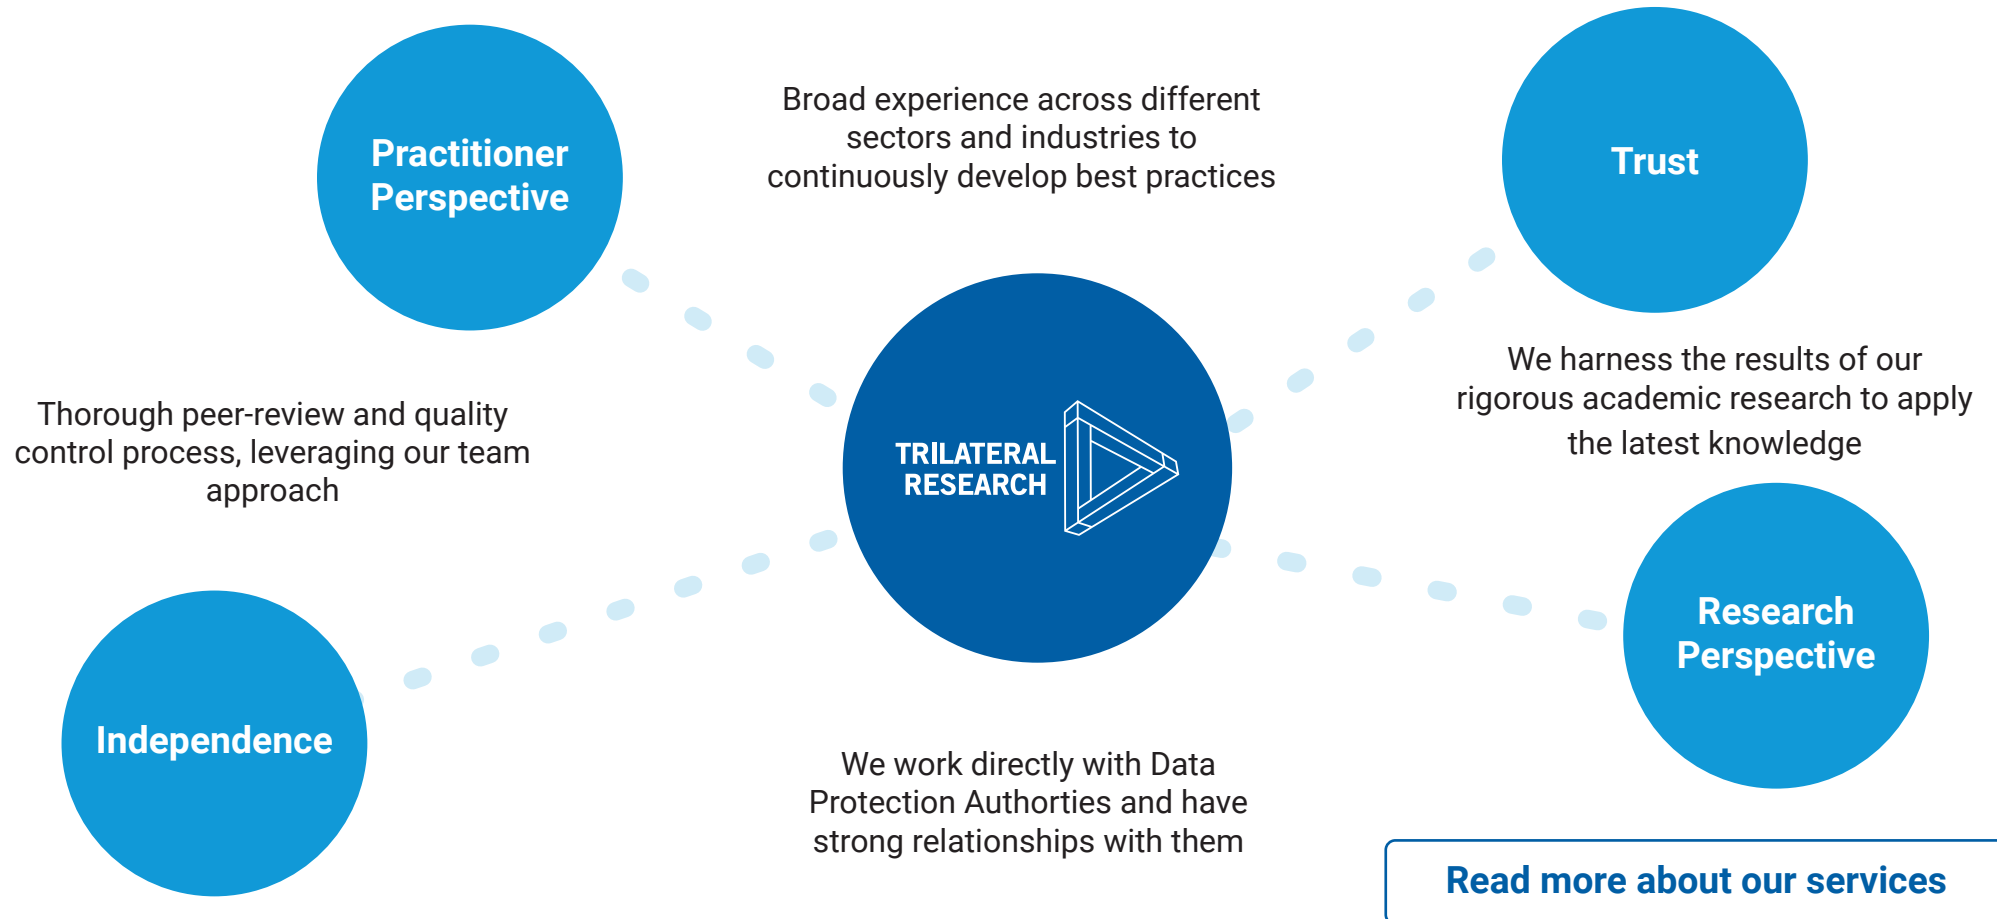 Practitioner
Perspective
Broad experience across different
sectors and industries to
continuously develop best practices
Trust
We harness the results of our
rigorous academic research to apply
the latest knowledge
Thorough peer-review and quality
control process, leveraging our team
approach
TRILATERAL
RESEARCH
Research
Perspective
Independence
We work directly with Data
Protection Authorties and have
strong relationships with them
Read more about our services